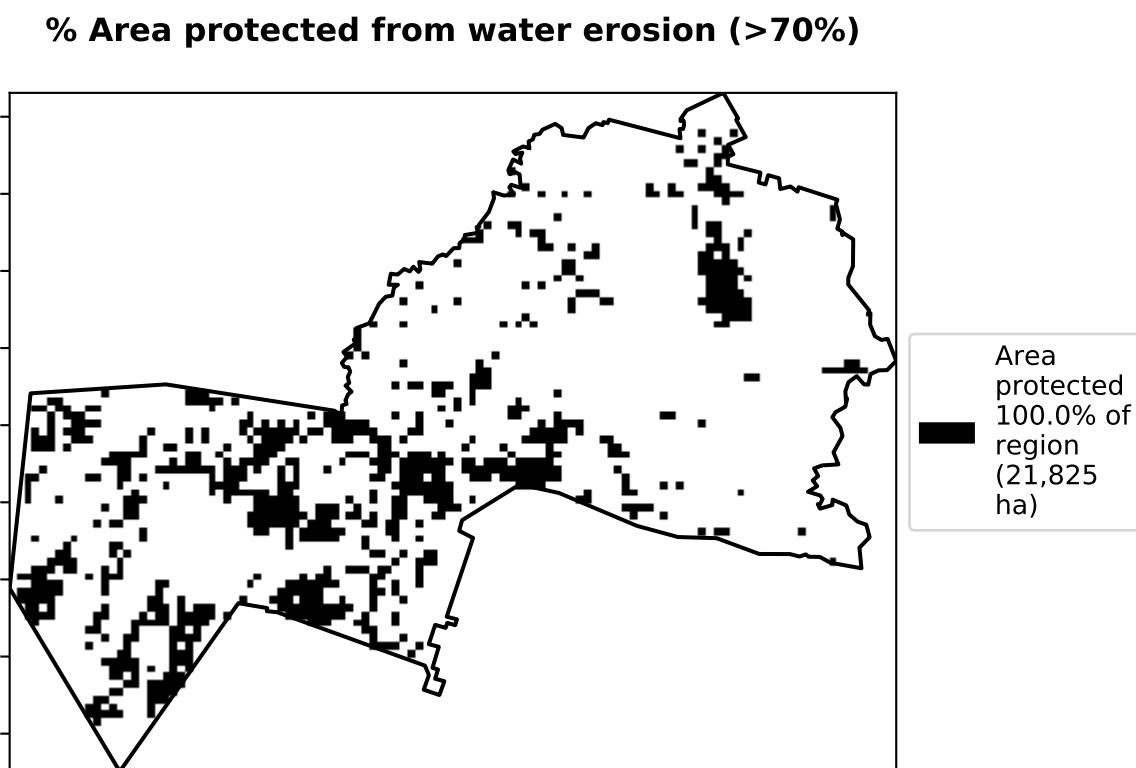 % Area protected from water erosion (>70%)
Area
protected
100.0% of
region
(21,825
ha)